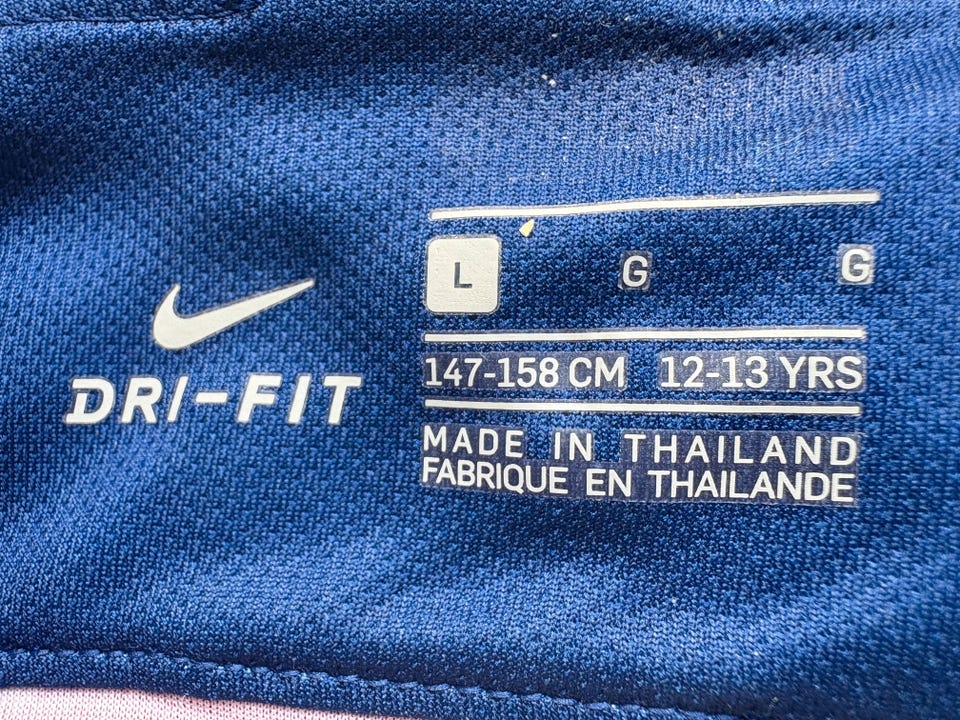 DRI-FIT
L G G
147-158 CM 12-13 YRS
MADE IN THAILAND
FABRIQUE EN THAILANDE